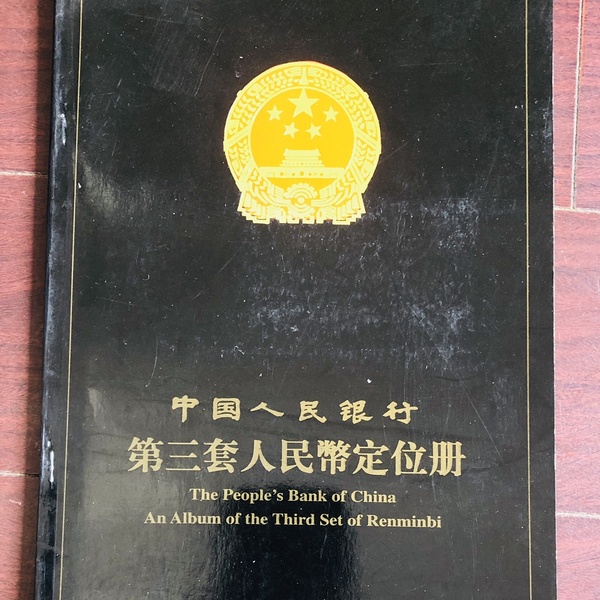 中国人民银行
第三套人民幣定位册
The People's Bank of China
An Album of the Third Set of Renminbi